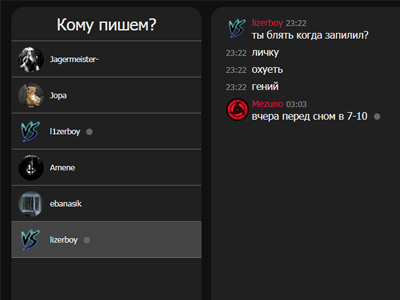 Кому пишем?
Jagermeister-
Jopa
l1zerboy
Amene
ebanasik
lizerboy
lizerboy 23:22
ты блять когда запилил?
23:22 личку
23:22 охуеть
23:22 гений
Mezuno 03:03
вчера перед сном в 7-10